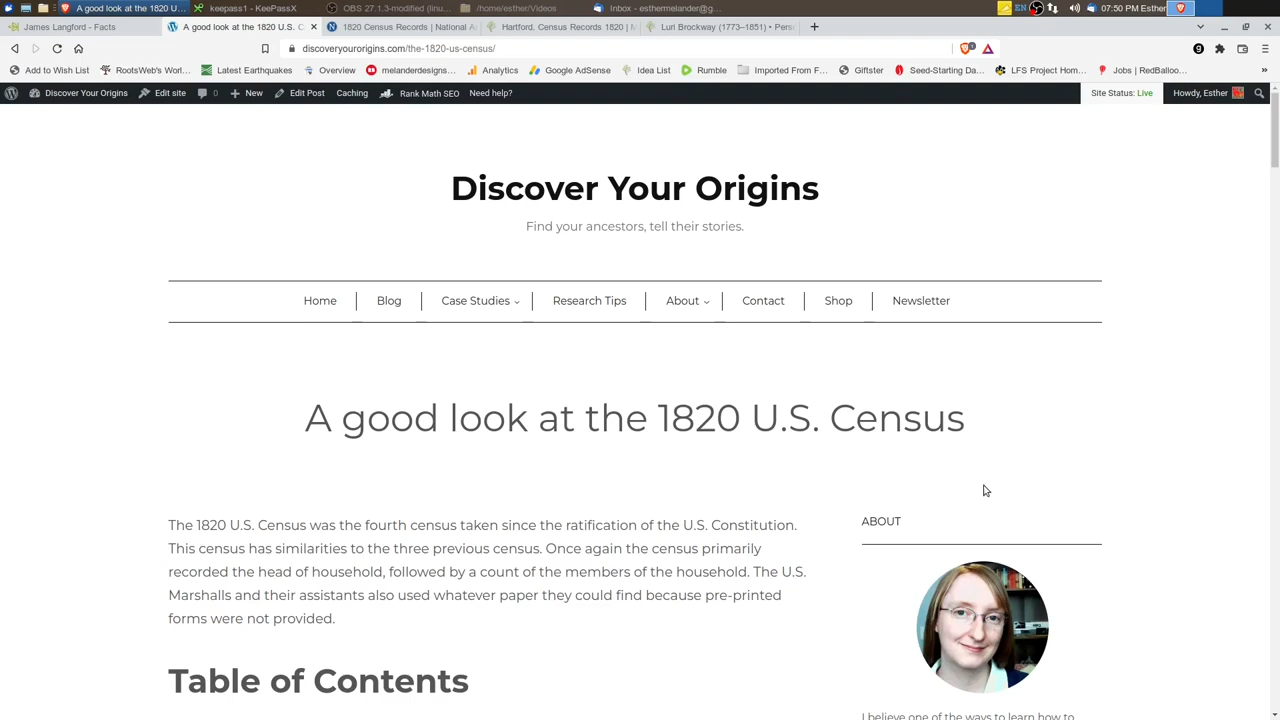 A good look at the 1820 U.S.
keepass1 - KeePassX
OBS 27.1.3-modified (linu...
/home/esther/Videos
Inbox - esthermelander@g...
EN
07:50 PM Esther
James Langford - Facts
A good look at the 1820 U.S. C
1820 Census Records | National A
Hartford. Census Records 1820 | M
Luri Brockway (1773–1851) • Pers
discoveryourorigins.com/the-1820-us-census/
Add to Wish List
RootsWeb's Worl...
Latest Earthquakes
Overview
melanderdesigns...
Analytics
Google AdSense
Idea List
Rumble
Imported From F...
Giftster
Seed-Starting Da...
LFS Project Hom...
Jobs | RedBalloo...
»
Discover Your Origins
Edit site
0
New
Edit Post
Caching
Rank Math SEO
Need help?
Site Status: Live
Howdy, Esther
Discover Your Origins
Find your ancestors, tell their stories.
Home
Blog
Case Studies
Research Tips
About
Contact
Shop
Newsletter
A good look at the 1820 U.S. Census
The 1820 U.S. Census was the fourth census taken since the ratification of the U.S. Constitution.
This census has similarities to the three previous census. Once again the census primarily
recorded the head of household, followed by a count of the members of the household. The U.S.
Marshalls and their assistants also used whatever paper they could find because pre-printed
forms were not provided.
Table of Contents
ABOUT
I believe one of the ways to learn how to